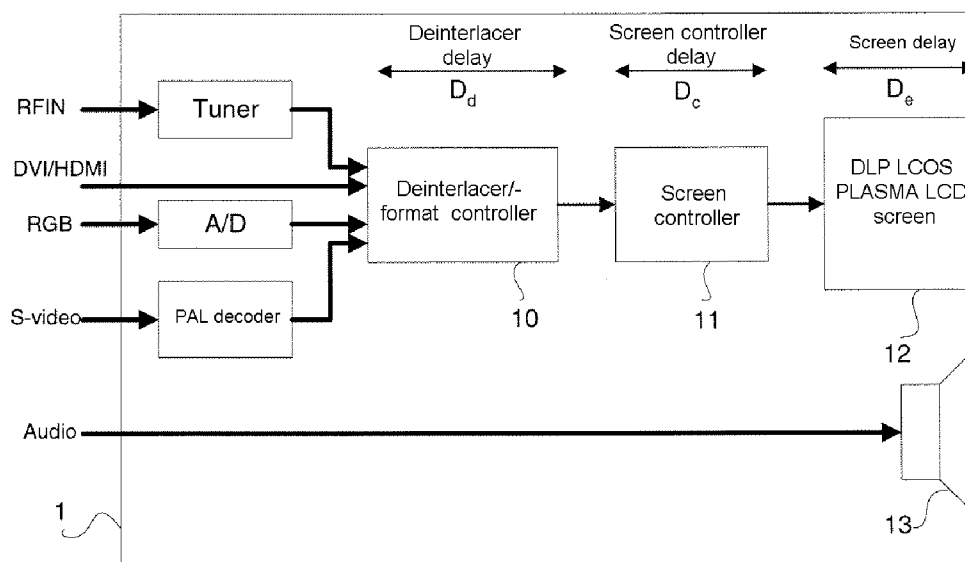 Deinterlacer
delay
D_d
Screen controller
delay
D_c
Screen delay
D_e
RFIN
Tuner
DVI/HDMI
Deinterlacer/-
format controller
Screen
controller
DLP LCOS
PLASMA LCD
screen
RGB
A/D
S-video
PAL decoder
10
11
12
Audio
1
13